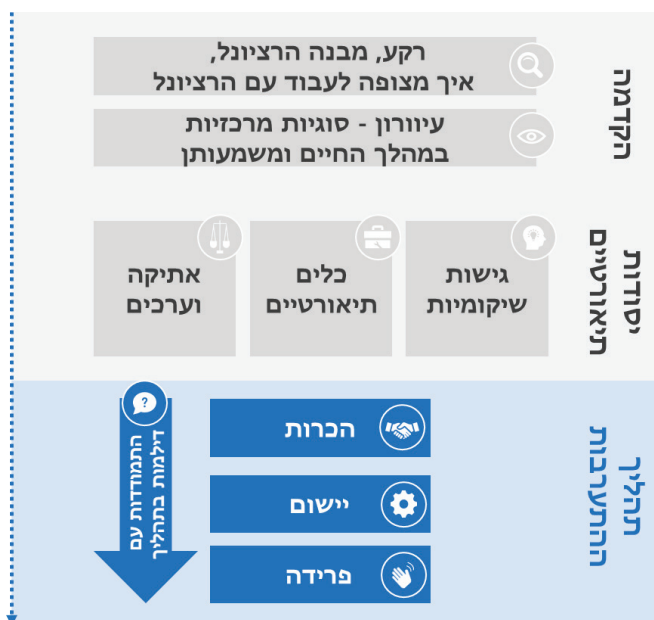 הקדמה
רקע, מבנה הרציונל,
איך מצופה לעבוד עם הרציונל
עיוורון - סוגיות מרכזיות
במהלך החיים ומשמעותן
יסודות
תיאורטיים
גישות
שיקומיות
כלים
תיאורטיים
אתיקה
וערכים
תהליך
ההתערבות
הכרות
יישום
פרידה
?
התמודדות עם
דילמות בתהליך